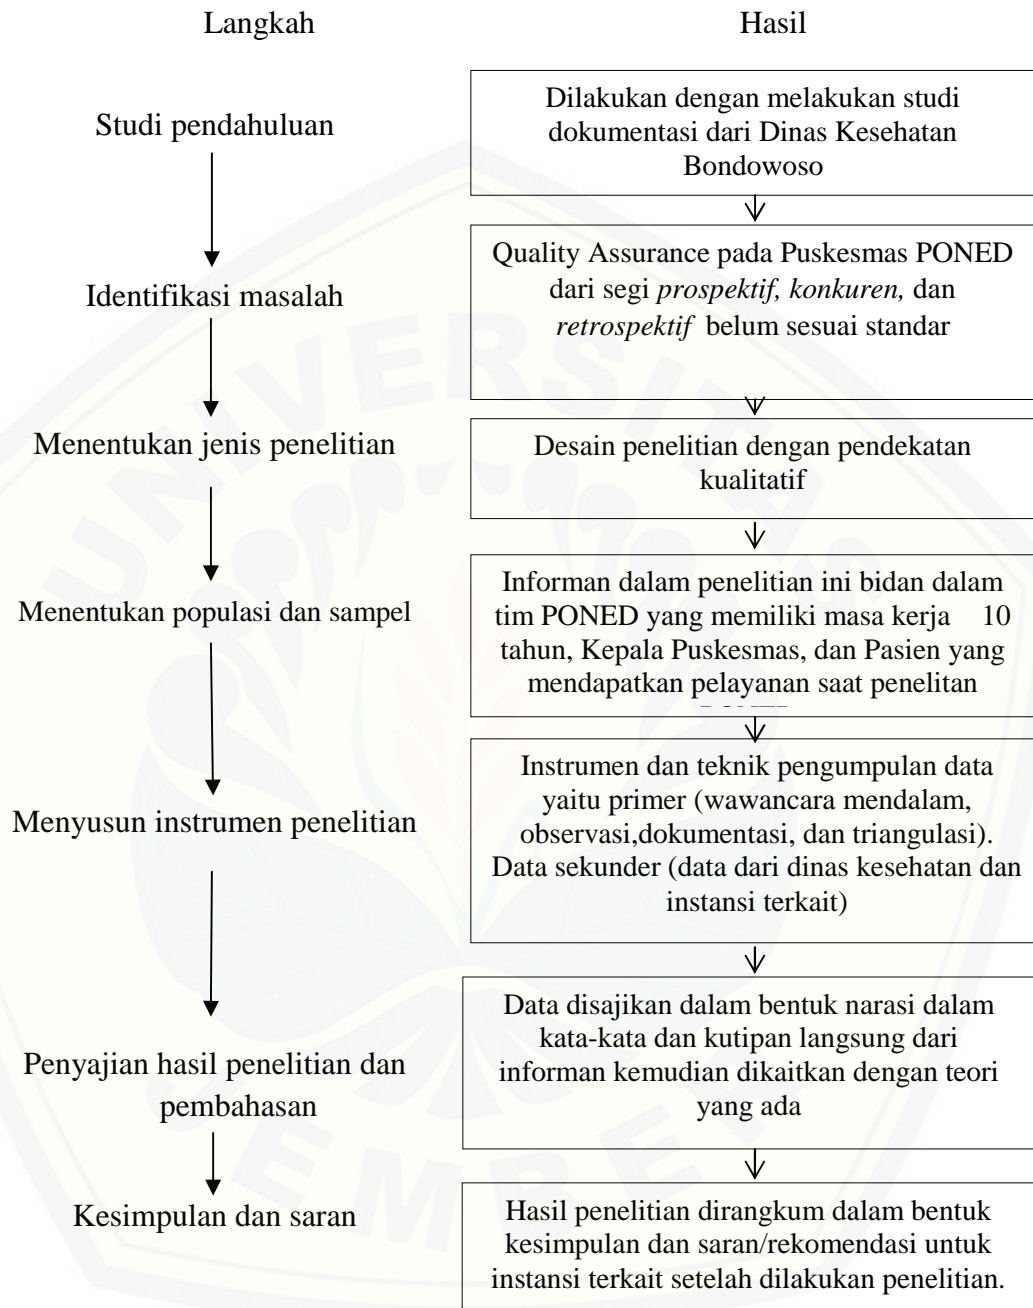 Langkah
Hasil
Studi pendahuluan
Dilakukan dengan melakukan studi
dokumentasi dari Dinas Kesehatan
Bondowoso
Identifikasi masalah
Quality Assurance pada Puskesmas PONED
dari segi prospektif, konkuren, dan
retrospektif belum sesuai standar
Menentukan jenis penelitian
Desain penelitian dengan pendekatan
kualitatif
Menentukan populasi dan sampel
Informan dalam penelitian ini bidan dalam
tim PONED yang memiliki masa kerja 10
tahun, Kepala Puskesmas, dan Pasien yang
mendapatkan pelayanan saat penelitan
Menyusun instrumen penelitian
Instrumen dan teknik pengumpulan data
yaitu primer (wawancara mendalam,
observasi,dokumentasi, dan triangulasi).
Data sekunder (data dari dinas kesehatan dan
instansi terkait)
Penyajian hasil penelitian dan
pembahasan
Data disajikan dalam bentuk narasi dalam
kata-kata dan kutipan langsung dari
informan kemudian dikaitkan dengan teori
yang ada
Kesimpulan dan saran
Hasil penelitian dirangkum dalam bentuk
kesimpulan dan saran/rekomendasi untuk
instansi terkait setelah dilakukan penelitian.
UNIVERSITAS
JEMBER